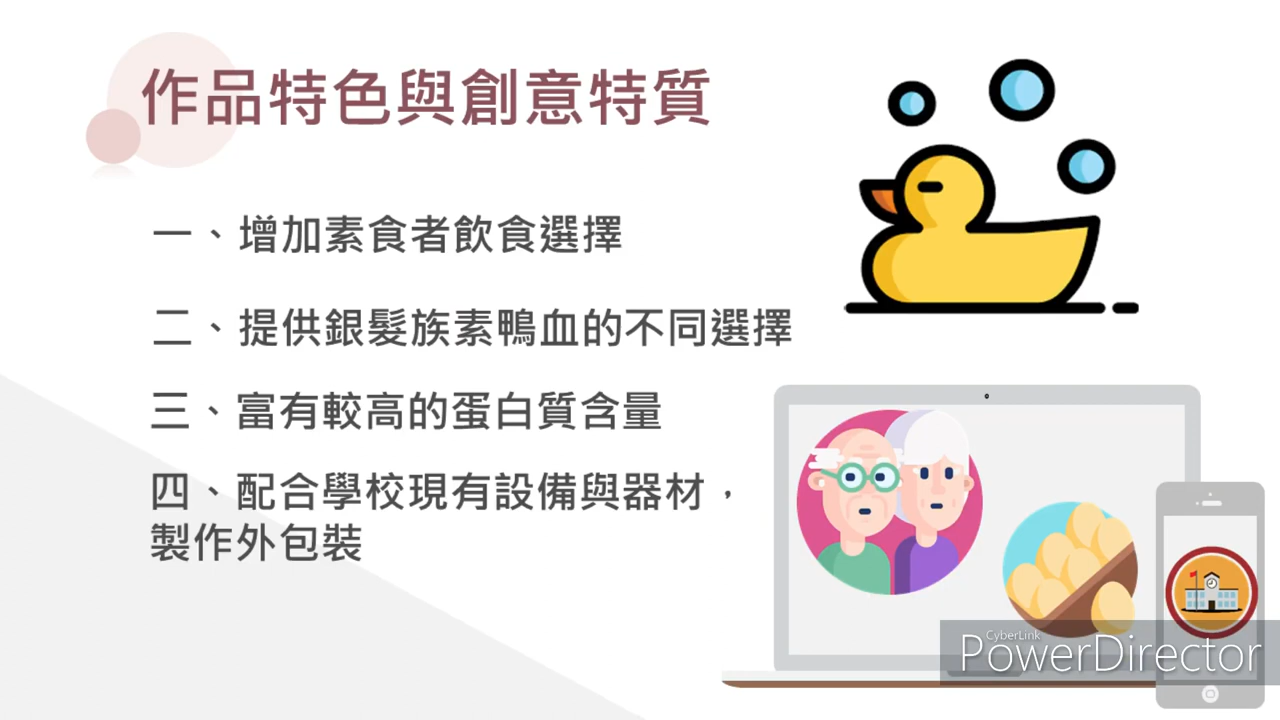 作品特色與創意特質
一、增加素食者飲食選擇
二、提供銀髮族素鴨血的不同選擇
三、富有較高的蛋白質含量
四、配合學校現有設備與器材，
製作外包裝
CyberLink
PowerDirector